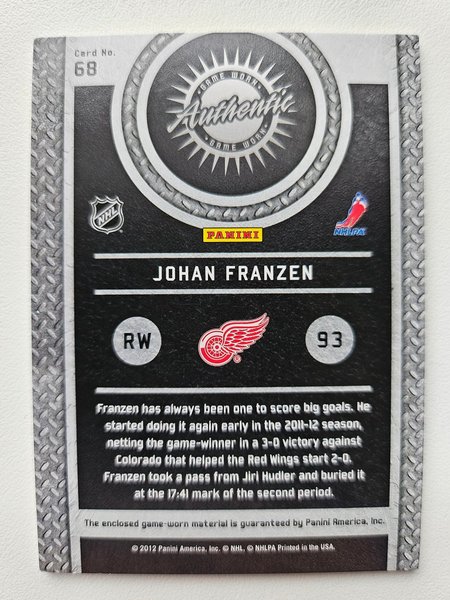 Card No.
68
GAME WORN
Authentic
GAME WORN
NHL
PANINI
NHLPA
JOHAN FRANZEN
RW
93
Franzen has always been one to score big goals. He
started doing it again early in the 2011-12 season,
netting the game-winner in a 3-0 victory against
Colorado that helped the Red Wings start 2-0.
Franzen took a pass from Jiri Hudler and buried it
at the 17:41 mark of the second period.
The enclosed game-worn material is guaranteed by Panini America, Inc.
© 2012 Panini America, Inc. © NHL. © NHLPA Printed in the USA.